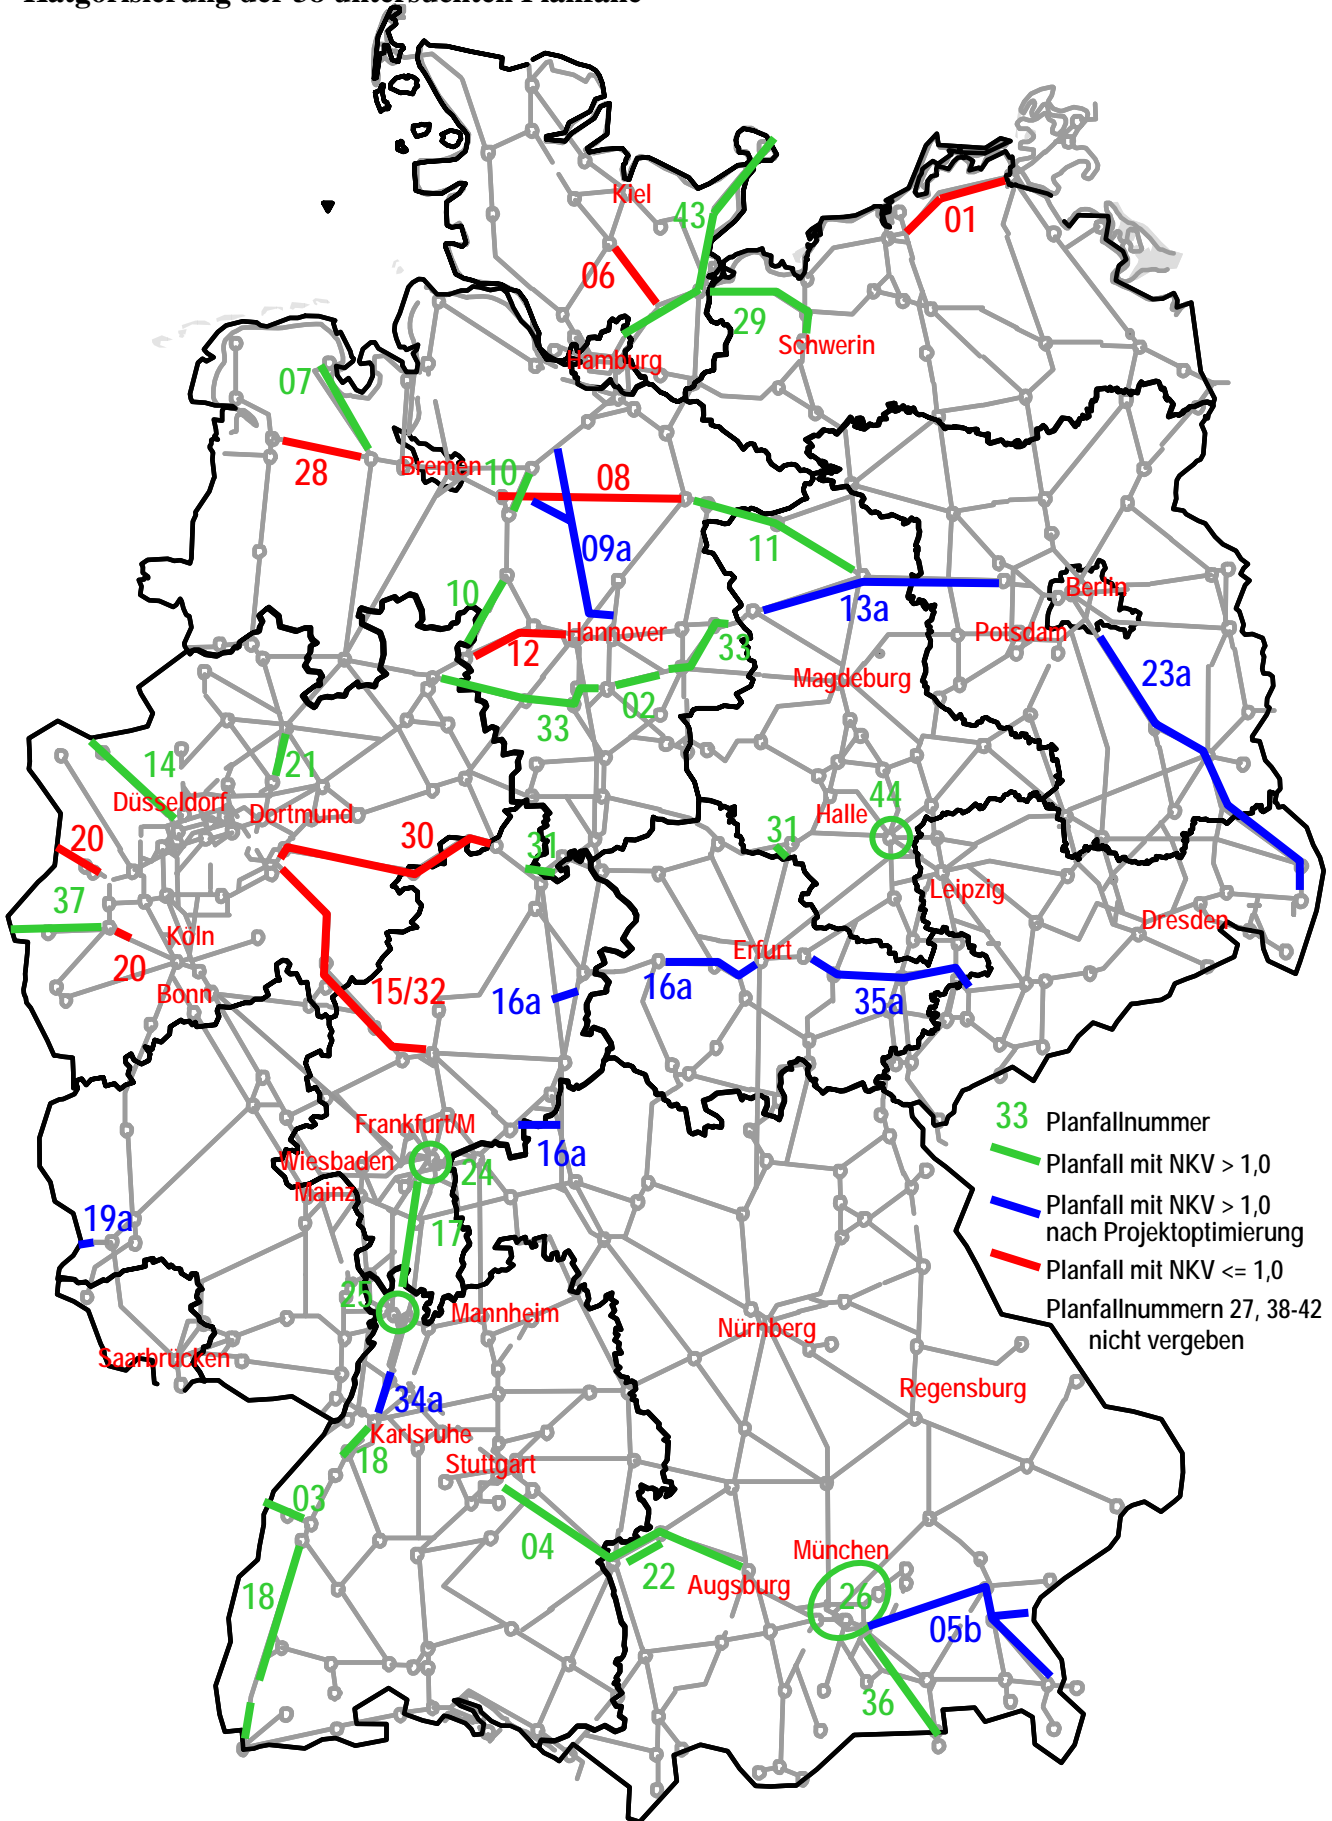 Katgorisierung der 38 untersuchten Planfälle
Kiel
43
01
06
29
Schwerin
Hamburg
07
28
Bremen
10
08
09a
11
10
13a
Berlin
Hannover
12
33
Potsdam
02
Magdeburg
23a
33
14
21
Düsseldorf
Dortmund
44
Halle
20
30
31
31
37
Leipzig
Köln
Dresden
20
Erfurt
Bonn
15/32
16a
16a
35a
33 Planfallnummer
Frankfurt/M
16a
Wiesbaden
24
Planfall mit NKV > 1,0
Mainz
Planfall mit NKV > 1,0
nach Projektoptimierung
19a
17
Planfall mit NKV <= 1,0
25
Mannheim
Nürnberg
Planfallnummern 27, 38-42
nicht vergeben
Saarbrücken
Regensburg
34a
Karlsruhe
18
Stuttgart
03
04
München
22
Augsburg
26
18
05b
36